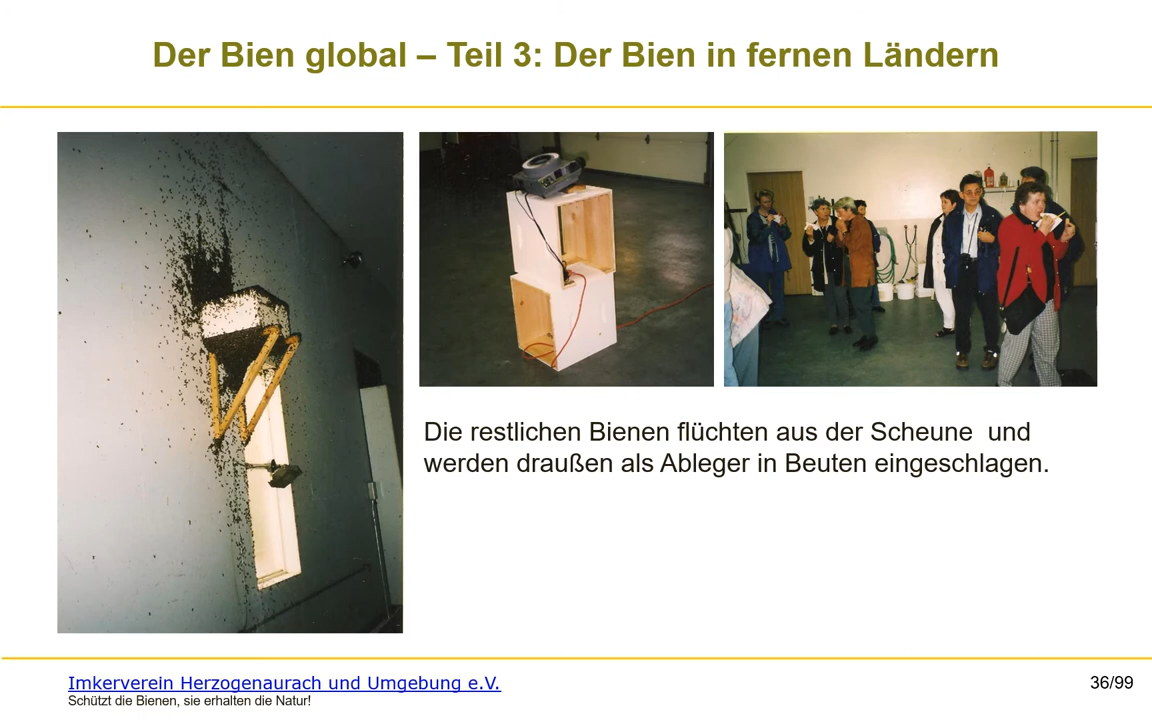 Der Bien global – Teil 3: Der Bien in fernen Ländern
Die restlichen Bienen flüchten aus der Scheune  und
werden draußen als Ableger in Beuten eingeschlagen.
Imkerverein Herzogenaurach und Umgebung e.V.
Schützt die Bienen, sie erhalten die Natur!
36/99